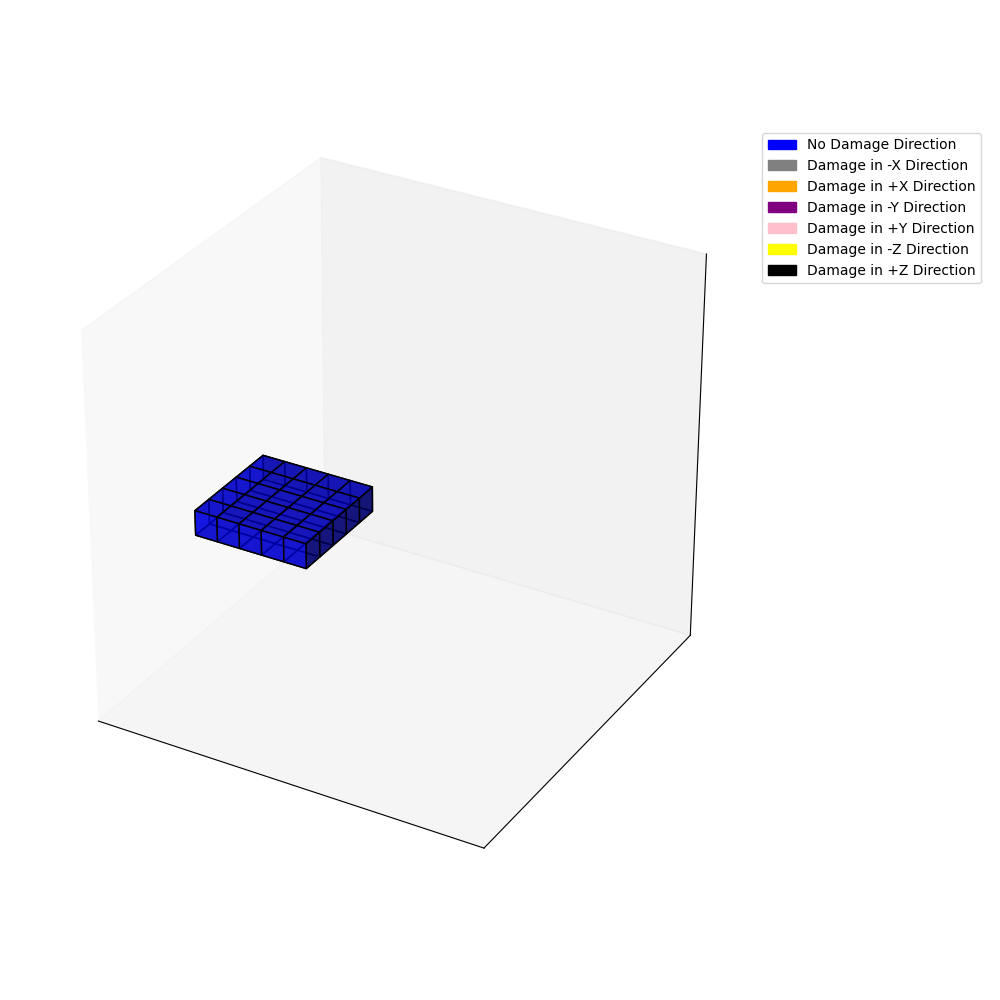 No Damage Direction
Damage in -X Direction
Damage in +X Direction
Damage in -Y Direction
Damage in +Y Direction
Damage in -Z Direction
Damage in +Z Direction